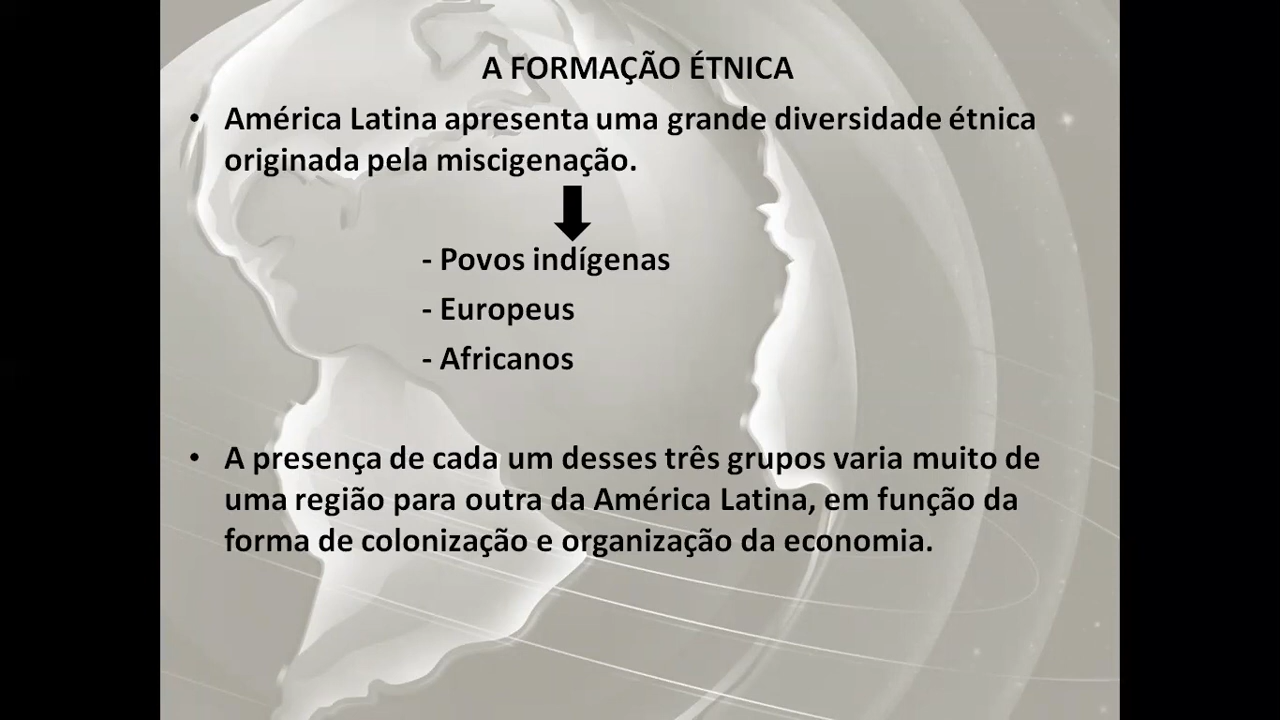 A FORMAÇÃO ÉTNICA
• América Latina apresenta uma grande diversidade étnica
originada pela miscigenação.
- Povos indígenas
- Europeus
- Africanos
• A presença de cada um desses três grupos varia muito de
uma região para outra da América Latina, em função da
forma de colonização e organização da economia.